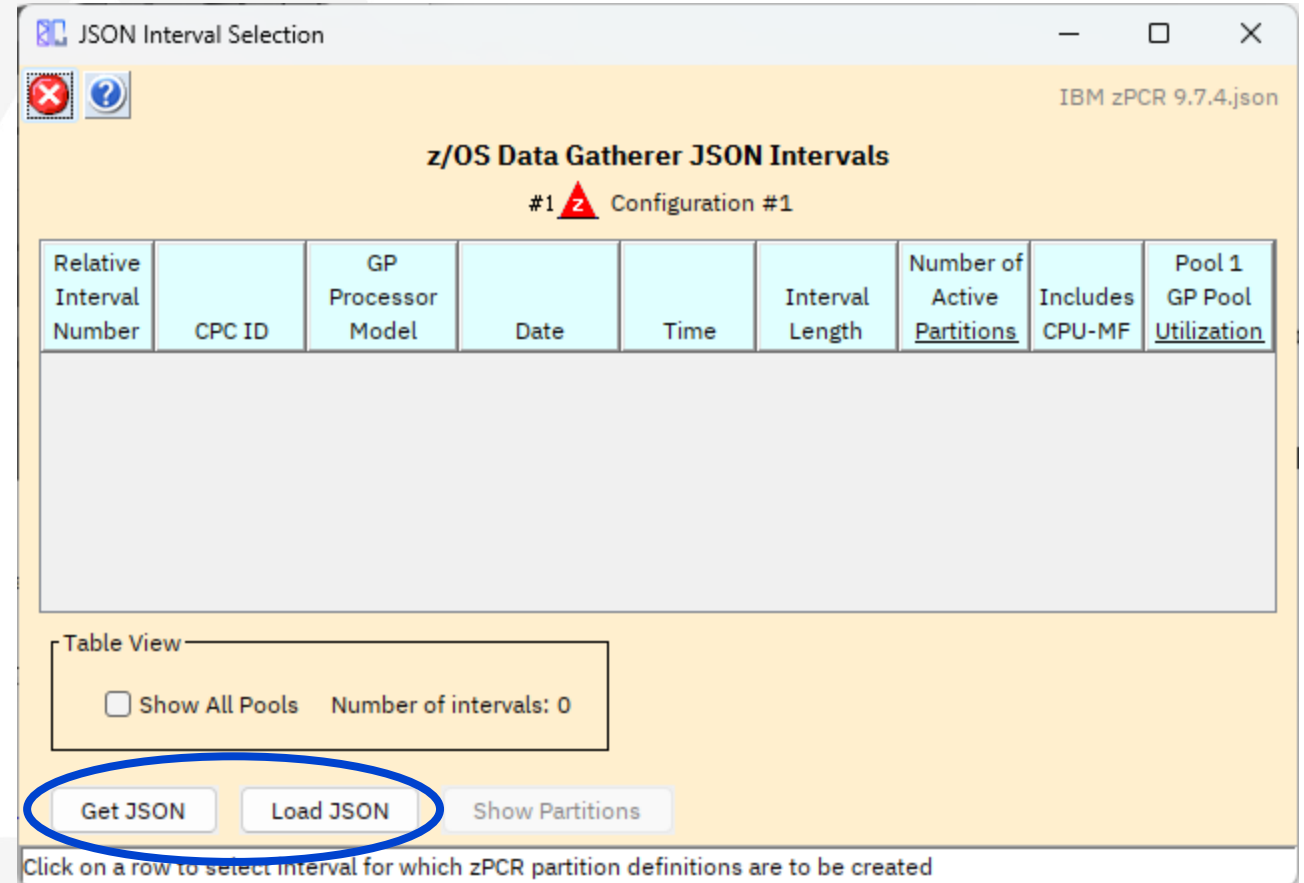 JSON Interval Selection
IBM zPCR 9.7.4.json
z/OS Data Gatherer JSON Intervals
#1 z Configuration #1
Relative Interval Number
CPC ID
GP Processor Model
Date
Time
Interval Length
Number of Active Partitions
Includes CPU-MF
Pool 1 GP Pool Utilization
Table View
Show All Pools Number of intervals: 0
Get JSON Load JSON Show Partitions
Click on a row to select interval for which zPCR partition definitions are to be created